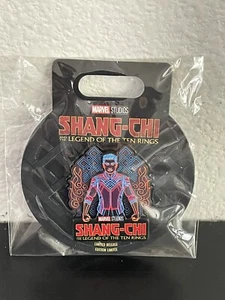 MARVEL STUDIOS
SHANG-CHI
AND THE LEGEND OF THE TEN RINGS
MARVEL STUDIOS
SHANG-CHI
AND THE LEGEND OF THE TEN RINGS
LIMITED RELEASE
EDITION LIMITÉE